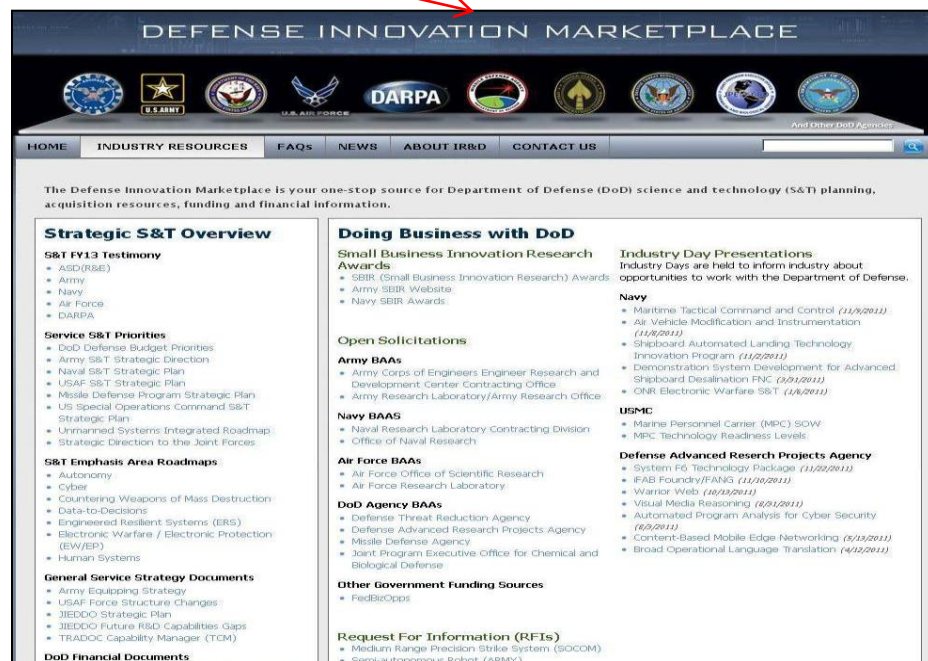 DEFENSE INNOVATION MARKETPLACE
U.S. ARMY
U.S. AIR FORCE
DARPA
And Other DoD Agencies
HOME INDUSTRY RESOURCES FAQs NEWS ABOUT IR&D CONTACT US
The Defense Innovation Marketplace is your one-stop source for Department of Defense (DoD) science and technology (S&T) planning,
acquisition resources, funding and financial information.
Strategic S&T Overview
S&T FY13 Testimony
ASD(R&E)
Army
Navy
Air Force
DARPA
Service S&T Priorities
DoD Defense Budget Priorities
Army S&T Strategic Direction
Naval S&T Strategic Plan
USAF S&T Strategic Plan
Missile Defense Program Strategic Plan
US Special Operations Command S&T
Strategic Plan
Unmanned Systems Integrated Roadmap
Strategic Direction to the Joint Forces
S&T Emphasis Area Roadmaps
Autonomy
Cyber
Countering Weapons of Mass Destruction
Data-to-Decisions
Engineered Resilient Systems (ERS)
Electronic Warfare / Electronic Protection
(EW/EP)
Human Systems
General Service Strategy Documents
Army Equipping Strategy
USAF Force Structure Changes
JIEDDO Strategic Plan
JIEDDO Future R&D Capabilities Gaps
TRADOC Capability Manager (TCM)
DoD Financial Documents
Doing Business with DoD
Small Business Innovation Research
Awards
SBIR (Small Business Innovation Research) Awards
Army SBIR Website
Navy SBIR Awards
Open Solicitations
Army BAAs
Army Corps of Engineers Engineer Research and
Development Center Contracting Office
Army Research Laboratory/Army Research Office
Navy BAAS
Naval Research Laboratory Contracting Division
Office of Naval Research
Air Force BAAs
Air Force Office of Scientific Research
Air Force Research Laboratory
DoD Agency BAAs
Defense Threat Reduction Agency
Defense Advanced Research Projects Agency
Missile Defense Agency
Joint Program Executive Office for Chemical and
Biological Defense
Other Government Funding Sources
FedBizOpps
Request For Information (RFIs)
Medium Range Precision Strike System (SOCOM)
Semi-autonomous Robot (ARMY)
Industry Day Presentations
Industry Days are held to inform industry about
opportunities to work with the Department of Defense.
Navy
Maritime Tactical Command and Control (11/9/2011)
Air Vehicle Modification and Instrumentation
(11/8/2011)
Shipboard Automated Landing Technology
Innovation Program (11/2/2011)
Demonstration System Development for Advanced
Shipboard Desalination FNC (3/31/2011)
ONR Electronic Warfare S&T (1/6/2011)
USMC
Marine Personnel Carrier (MPC) SOW
MPC Technology Readiness Levels
Defense Advanced Reserch Projects Agency
System F6 Technology Package (11/22/2011)
iFAB Foundry/FANG (11/10/2011)
Warrior Web (10/13/2011)
Visual Media Reasoning (8/31/2011)
Automated Program Analysis for Cyber Security
(8/3/2011)
Content-Based Mobile Edge Networking (5/13/2011)
Broad Operational Language Translation (4/12/2011)